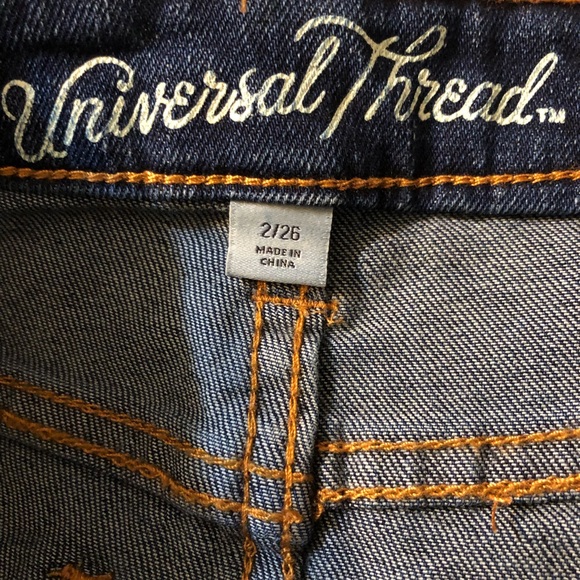 Universal Thread™
2/26
MADE IN
CHINA